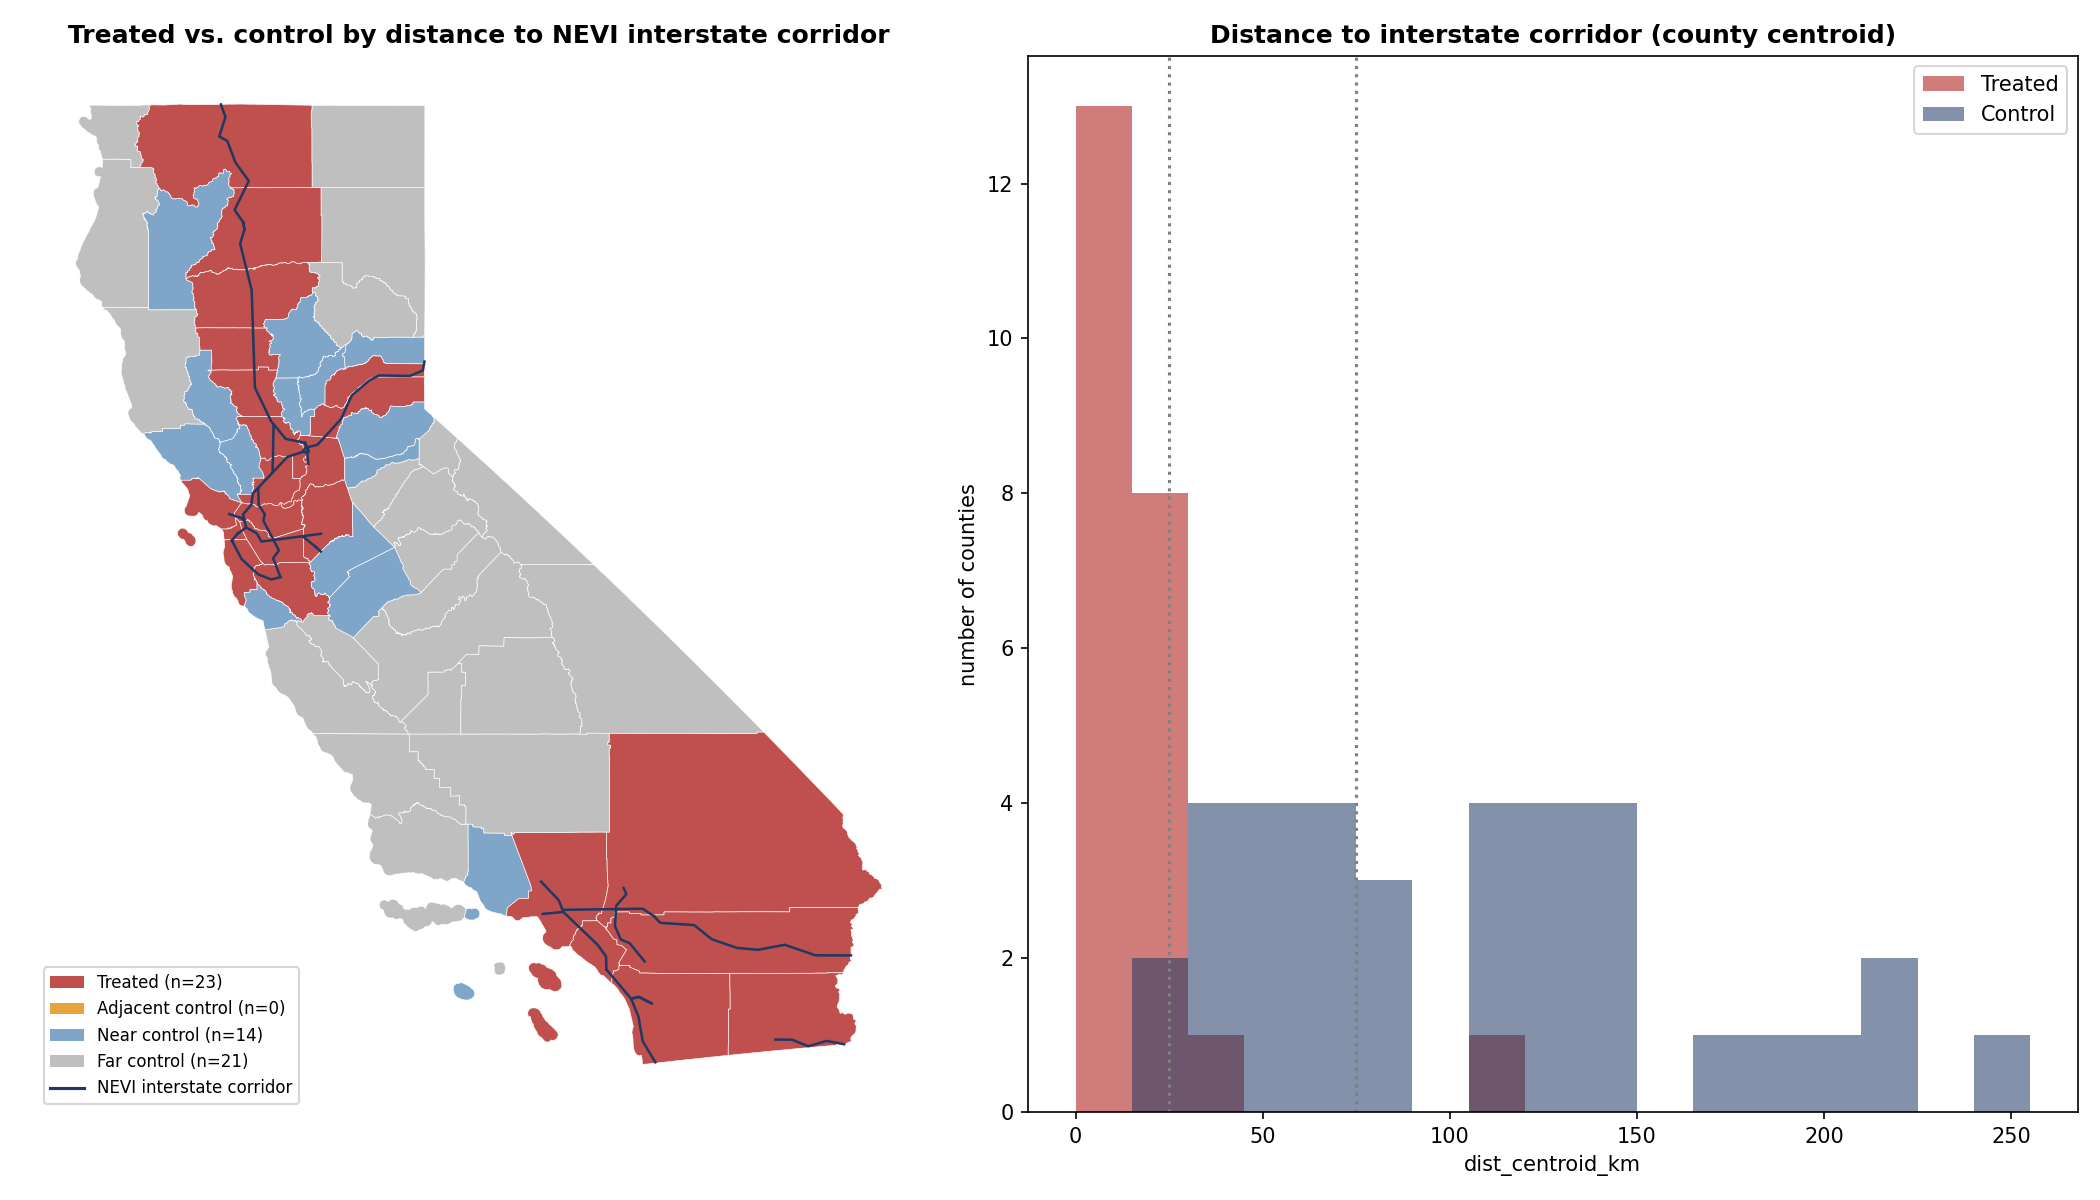 Treated vs. control by distance to NEVI interstate corridor
Treated (n=23)
Adjacent control (n=0)
Near control (n=14)
Far control (n=21)
NEVI interstate corridor
Distance to interstate corridor (county centroid)
Treated
Control
number of counties
12
10
8
6
4
2
0
0
50
100
150
200
250
dist_centroid_km